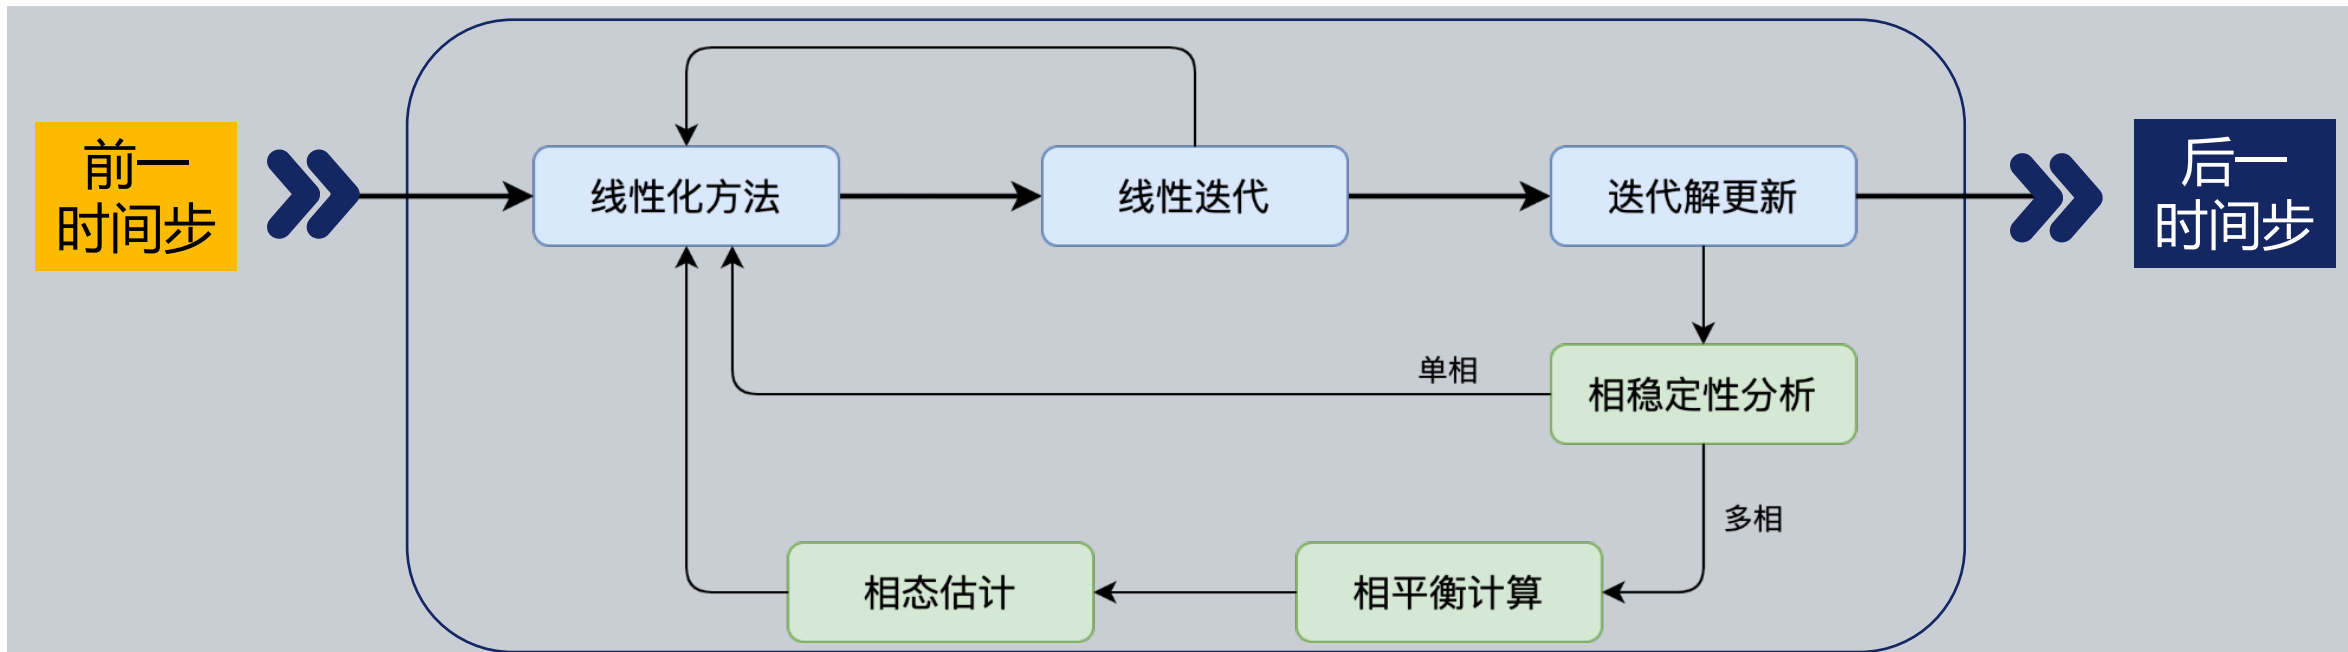 前一
时间步
线性化方法
线性迭代
迭代解更新
后一
时间步
单相
相稳定性分析
多相
相态估计
相平衡计算